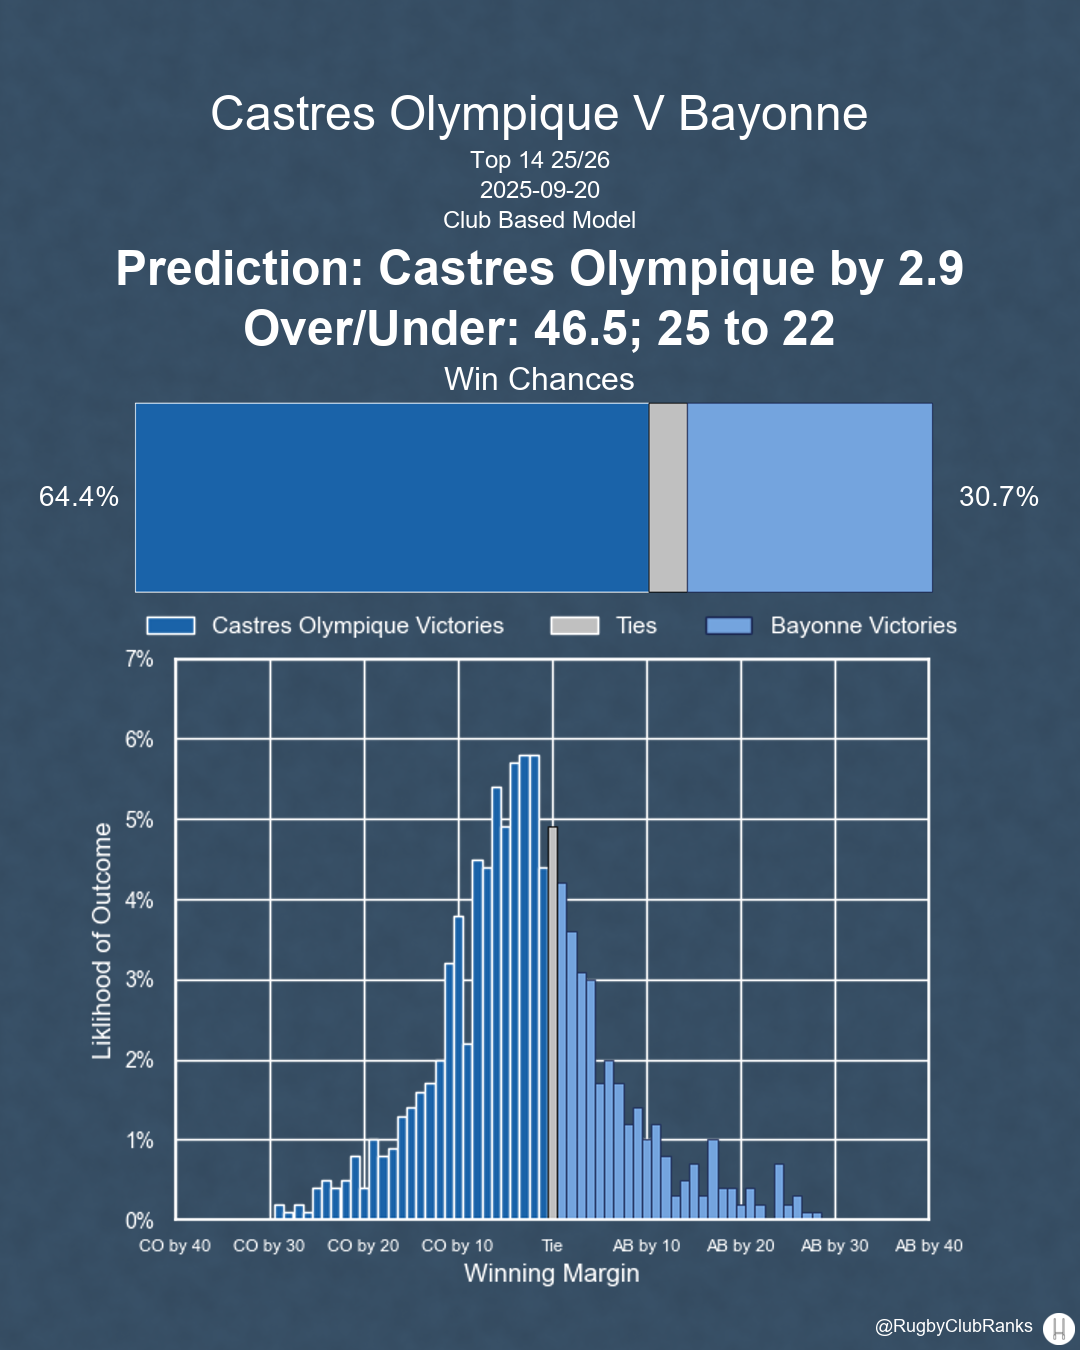 Castres Olympique V Bayonne
Top 14 25/26
2025-09-20
Club Based Model
Prediction: Castres Olympique by 2.9
Over/Under: 46.5; 25 to 22
Win Chances
64.4%
30.7%
Castres Olympique Victories Ties Bayonne Victories
7%
6%
5%
4%
3%
2%
1%
0%
Liklihood of Outcome
CO by 40 CO by 30 CO by 20 CO by 10 Tie AB by 10 AB by 20 AB by 30 AB by 40
Winning Margin
@RugbyClubRanks